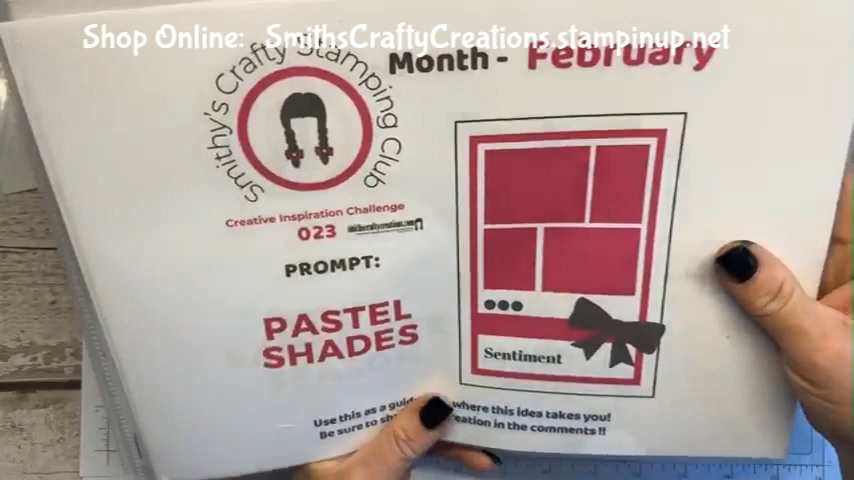 Shop Online: SmithsCraftyCreations.stampinup.net
Smithy's Crafty Stamping Club
Month - February
Creative Inspiration Challenge
023
PROMPT:
PASTEL
SHADES
Sentiment
Use this as a guide where this idea takes you!
Be sure to creation in the comments !!